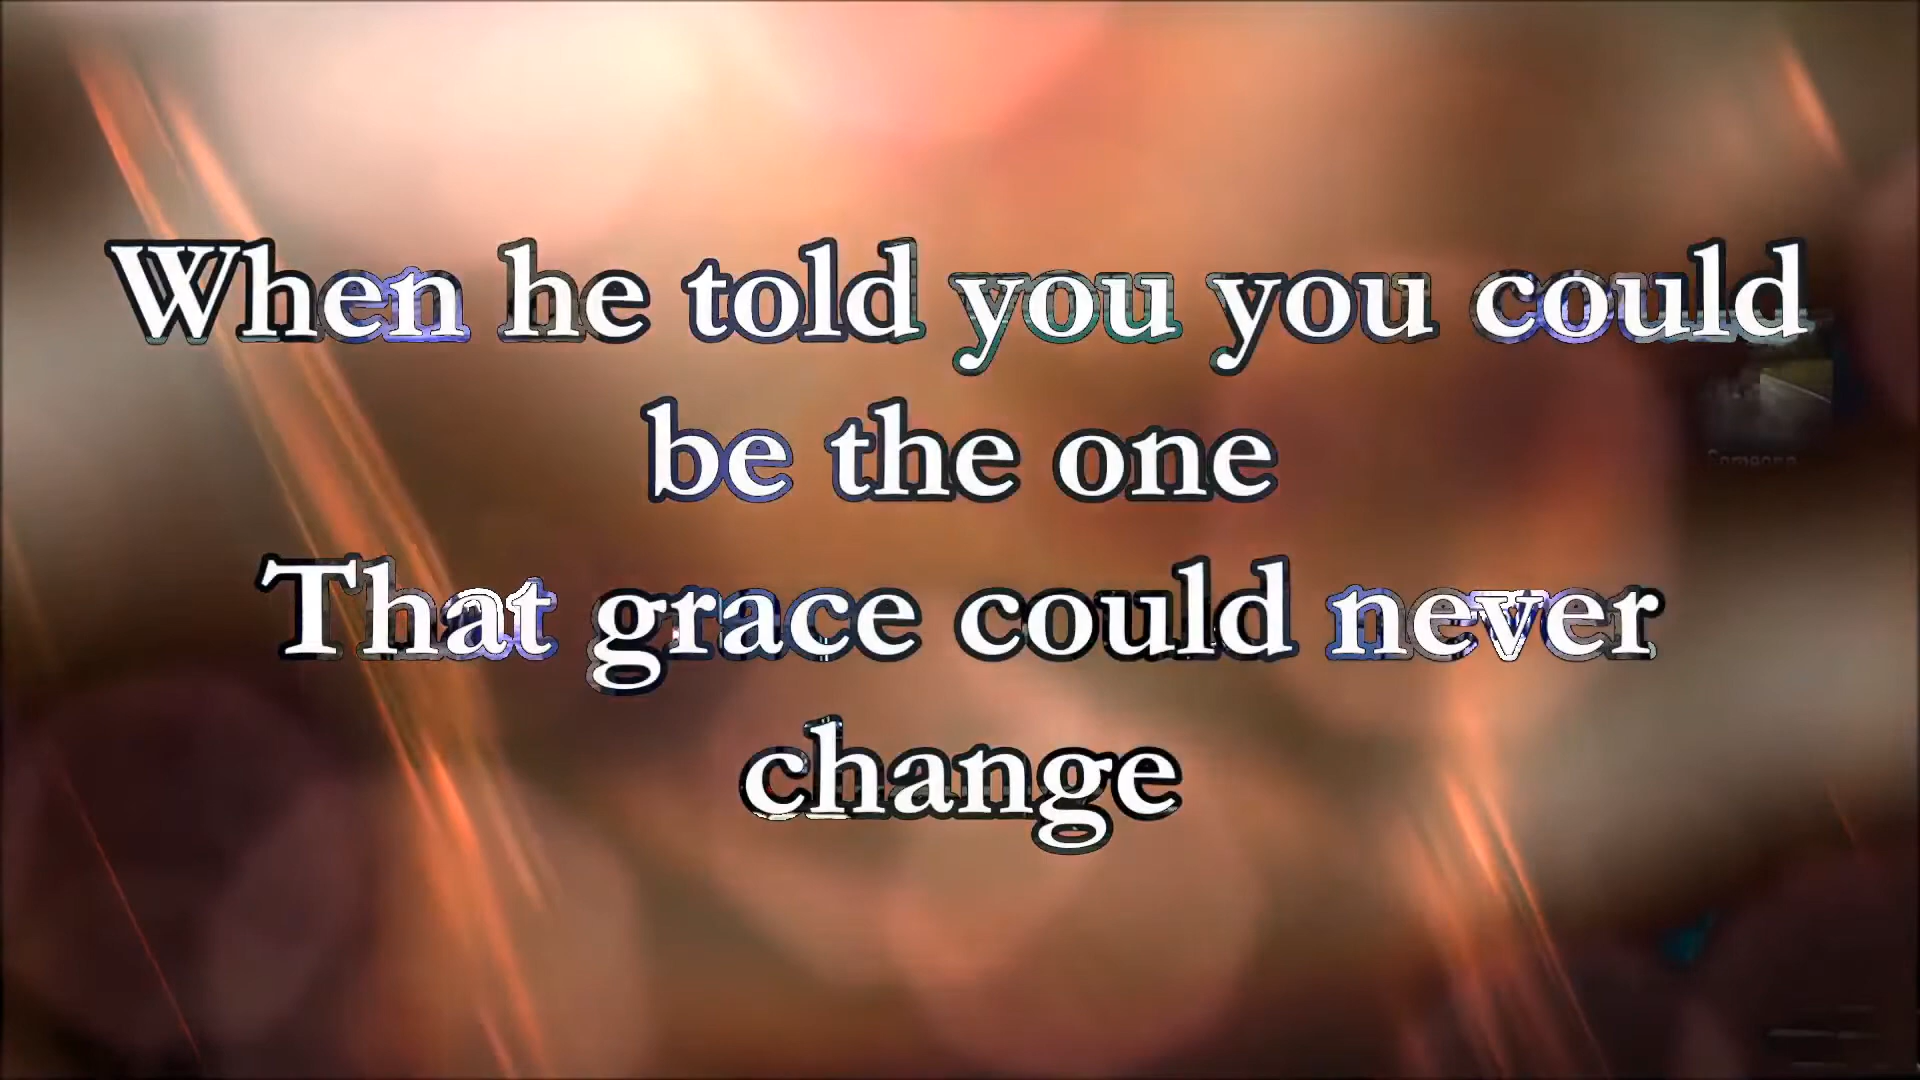 When he told you you could
be the one
That grace could never
change